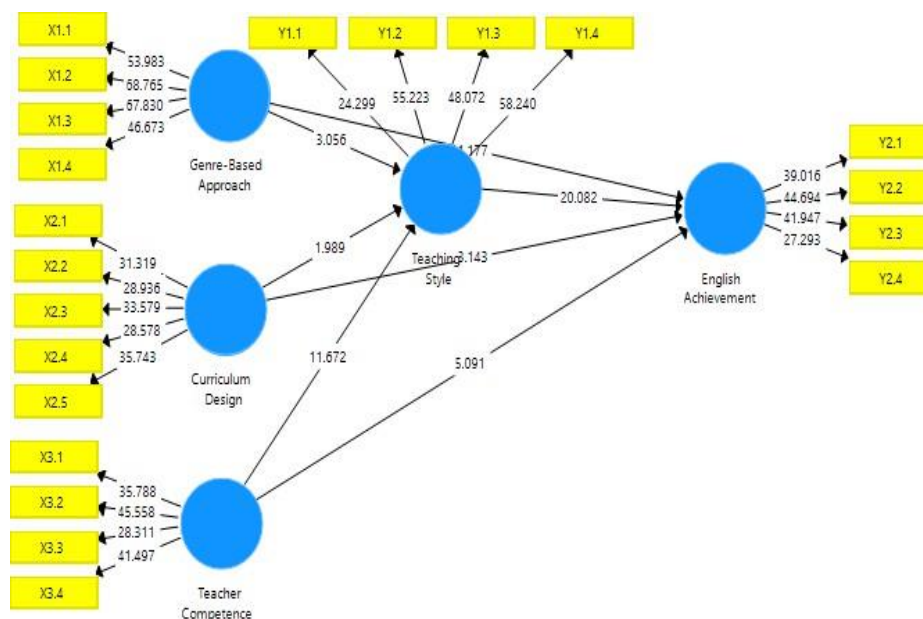 X1.1
X1.2
X1.3
X1.4
53.983
68.765
67.830
46.673
Genre-Based
Approach
Y1.1
Y1.2
Y1.3
Y1.4
24.299
55.223
48.072
58.240
3.056
20.082
Teaching
Style
X2.1
X2.2
X2.3
X2.4
X2.5
31.319
28.936
33.579
28.578
35.743
Curriculum
Design
1.989
3.143
X3.1
X3.2
X3.3
X3.4
35.788
45.558
28.311
41.497
Teacher
Competence
11.672
5.091
English
Achievement
39.016
44.694
41.947
27.293
Y2.1
Y2.2
Y2.3
Y2.4